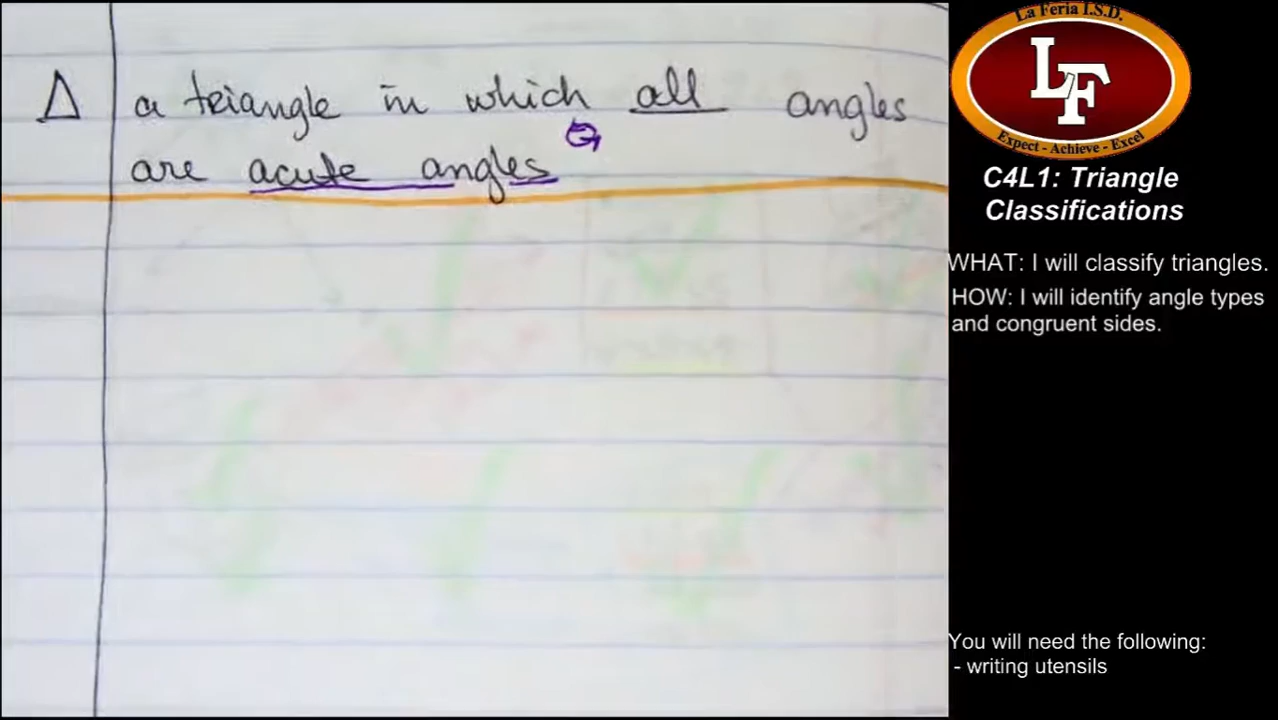 Δ a triangle in which all angles
are acute angles
La Feria I.S.D.
LF
Expect - Achieve - Excel
C4L1: Triangle
Classifications
WHAT: I will classify triangles.
HOW: I will identify angle types
and congruent sides.
You will need the following:
- writing utensils